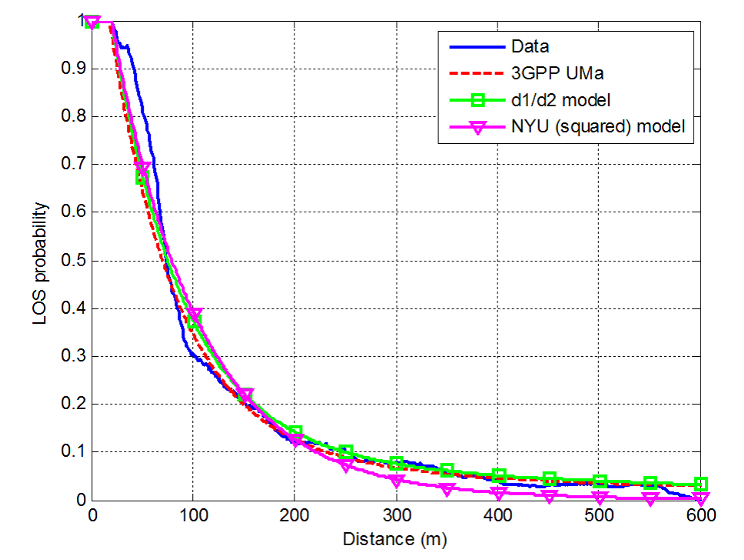 1
0.9
0.8
0.7
0.6
0.5
0.4
0.3
0.2
0.1
0
LOS probability
0 100 200 300 400 500 600
Distance (m)
Data
3GPP UMa
d1/d2 model
NYU (squared) model